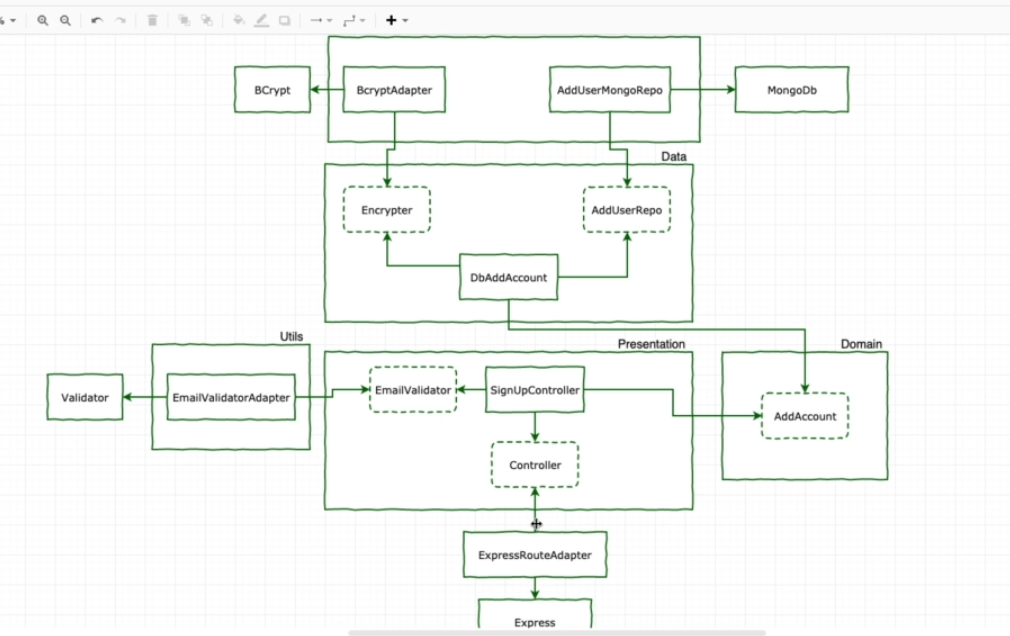 BCrypt
BcryptAdapter
AddUserMongoRepo
MongoDb
Data
Encrypter
AddUserRepo
DbAddAccount
Utils
Presentation
Domain
Validator
EmailValidatorAdapter
EmailValidator
SignUpController
AddAccount
Controller
ExpressRouteAdapter
Express